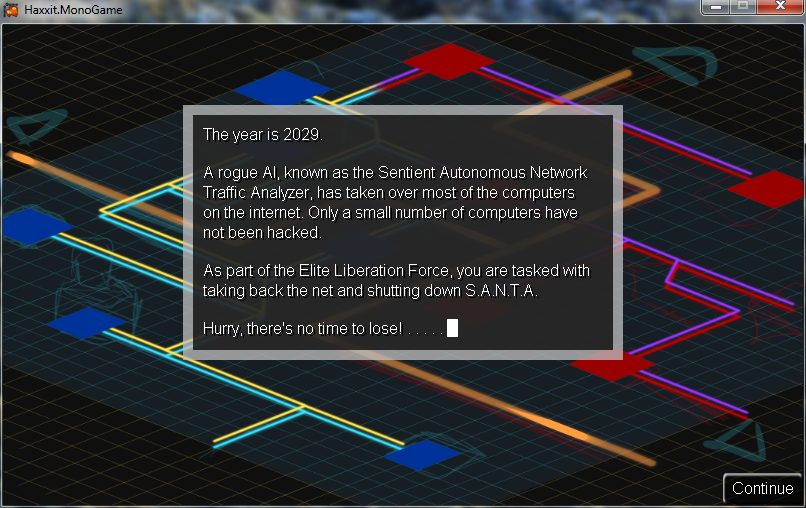 Haxxit.MonoGame
The year is 2029.
A rogue AI, known as the Sentient Autonomous Network
Traffic Analyzer, has taken over most of the computers
on the internet. Only a small number of computers have
not been hacked.
As part of the Elite Liberation Force, you are tasked with
taking back the net and shutting down S.A.N.T.A.
Hurry, there's no time to lose! . . . . .
Continue